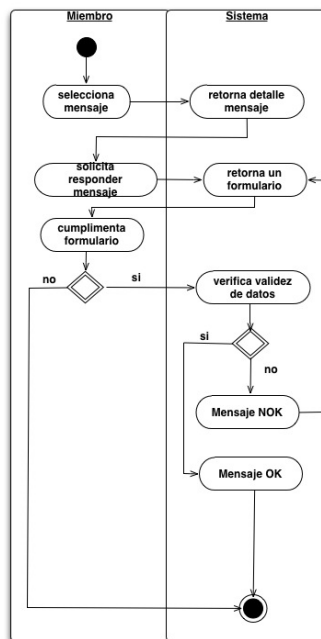 Miembro
Sistema
selecciona
mensaje
retorna detalle
mensaje
solicita
responder
mensaje
retorna un
formulario
cumplimenta
formulario
no
si
verifica validez
de datos
si
no
Mensaje NOK
Mensaje OK